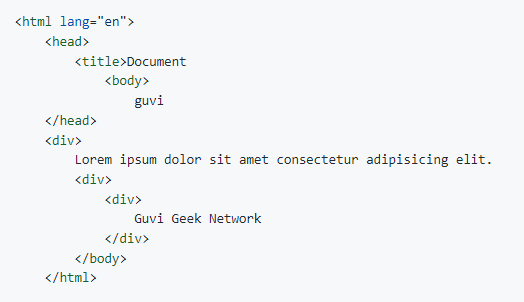 <html lang="en">
<head>
<title>Document
<body>
guvi
</head>
<div>
Lorem ipsum dolor sit amet consectetur adipisicing elit.
<div>
<div>
Guvi Geek Network
</div>
</body>
</html>